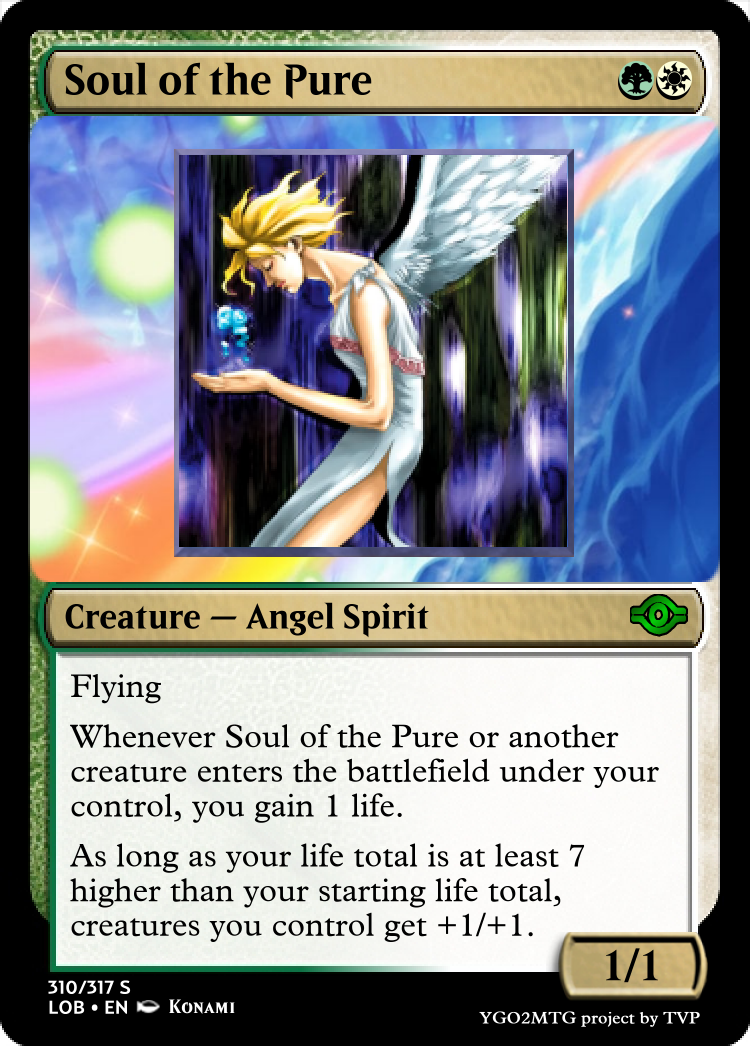 Soul of the Pure
Creature — Angel Spirit
Flying
Whenever Soul of the Pure or another
creature enters the battlefield under your
control, you gain 1 life.
As long as your life total is at least 7
higher than your starting life total,
creatures you control get +1/+1.
1/1
310/317 S
LOB • EN Konami
YGO2MTG project by TVP